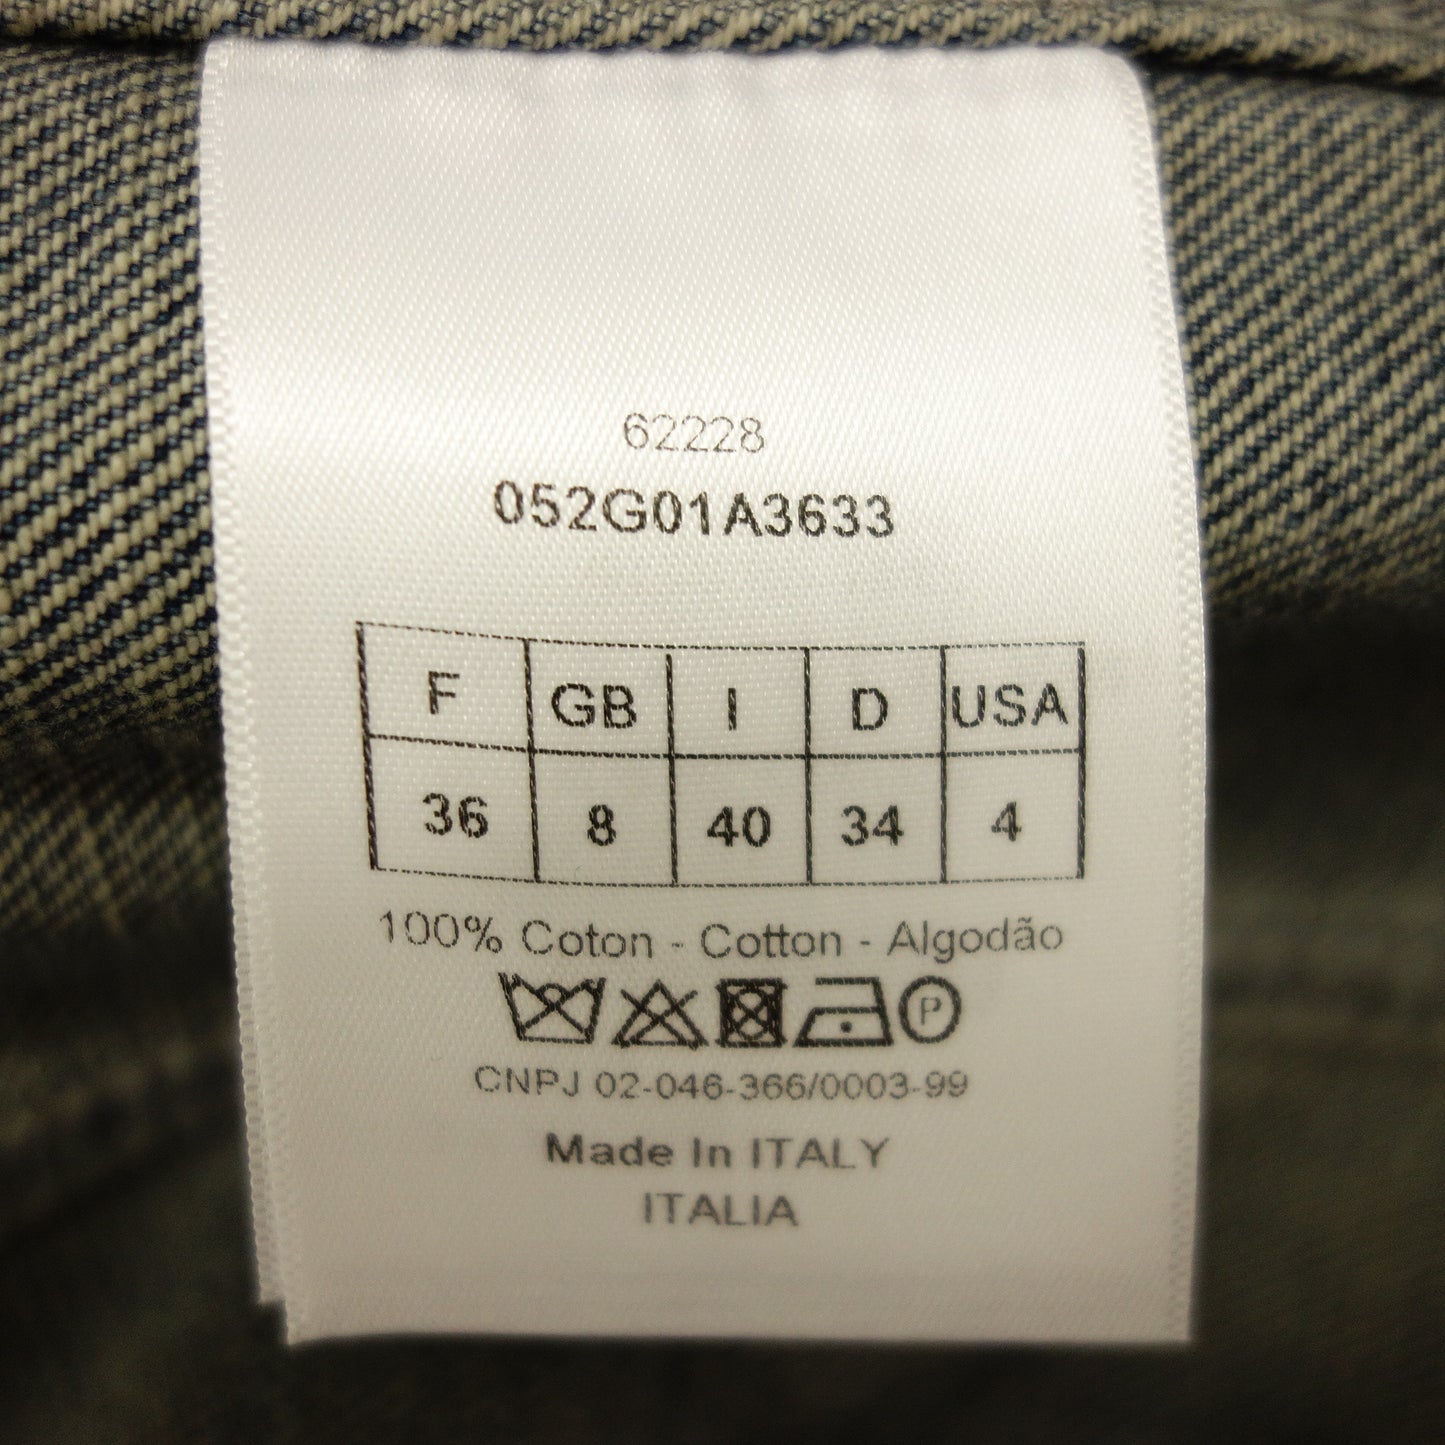 62228
052G01A3633
F GB I D USA
36 8 40 34 4
100% Coton - Cotton - Algodão
P
CNPJ 02-046-366/0003-99
Made In ITALY
ITALIA